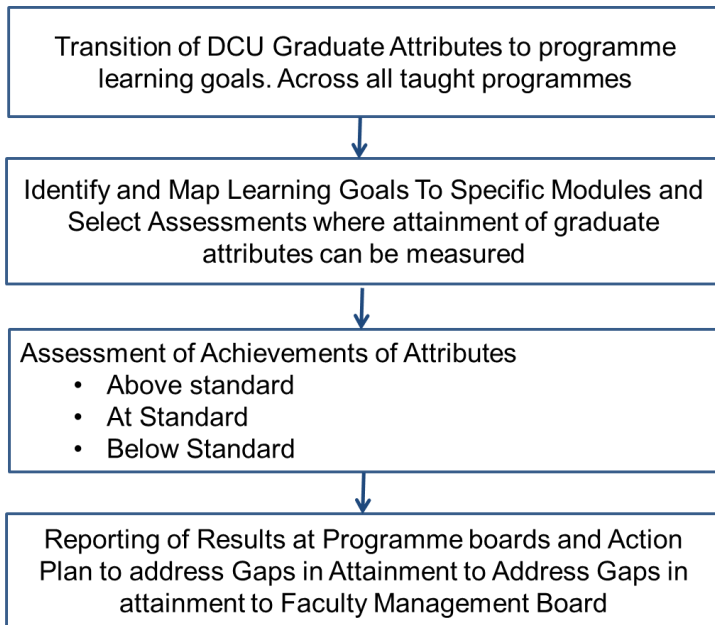 Transition of DCU Graduate Attributes to programme
learning goals. Across all taught programmes
Identify and Map Learning Goals To Specific Modules and
Select Assessments where attainment of graduate
attributes can be measured
Assessment of Achievements of Attributes
• Above standard
• At Standard
• Below Standard
Reporting of Results at Programme boards and Action
Plan to address Gaps in Attainment to Address Gaps in
attainment to Faculty Management Board